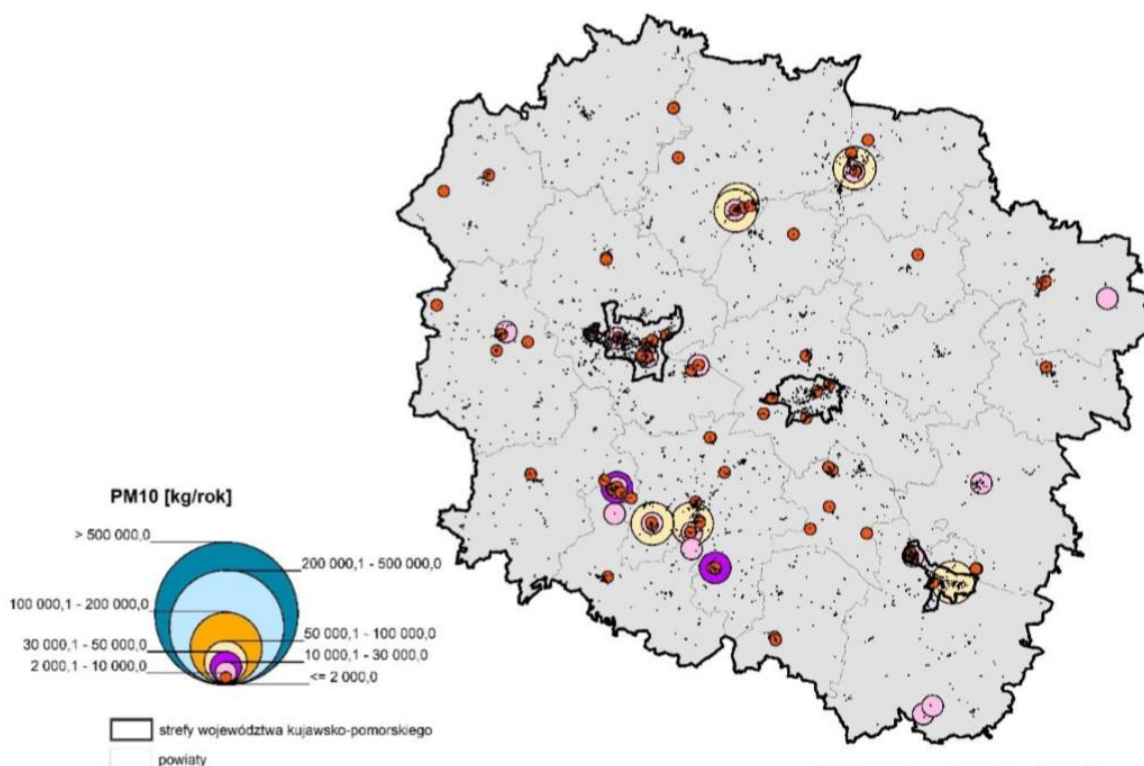 PM10 [kg/rok]
> 500 000,0
200 000,1 - 500 000,0
100 000,1 - 200 000,0
50 000,1 - 100 000,0
30 000,1 - 50 000,0
10 000,1 - 30 000,0
2 000,1 - 10 000,0
<= 2 000,0
strefy województwa kujawsko-pomorskiego
powiaty